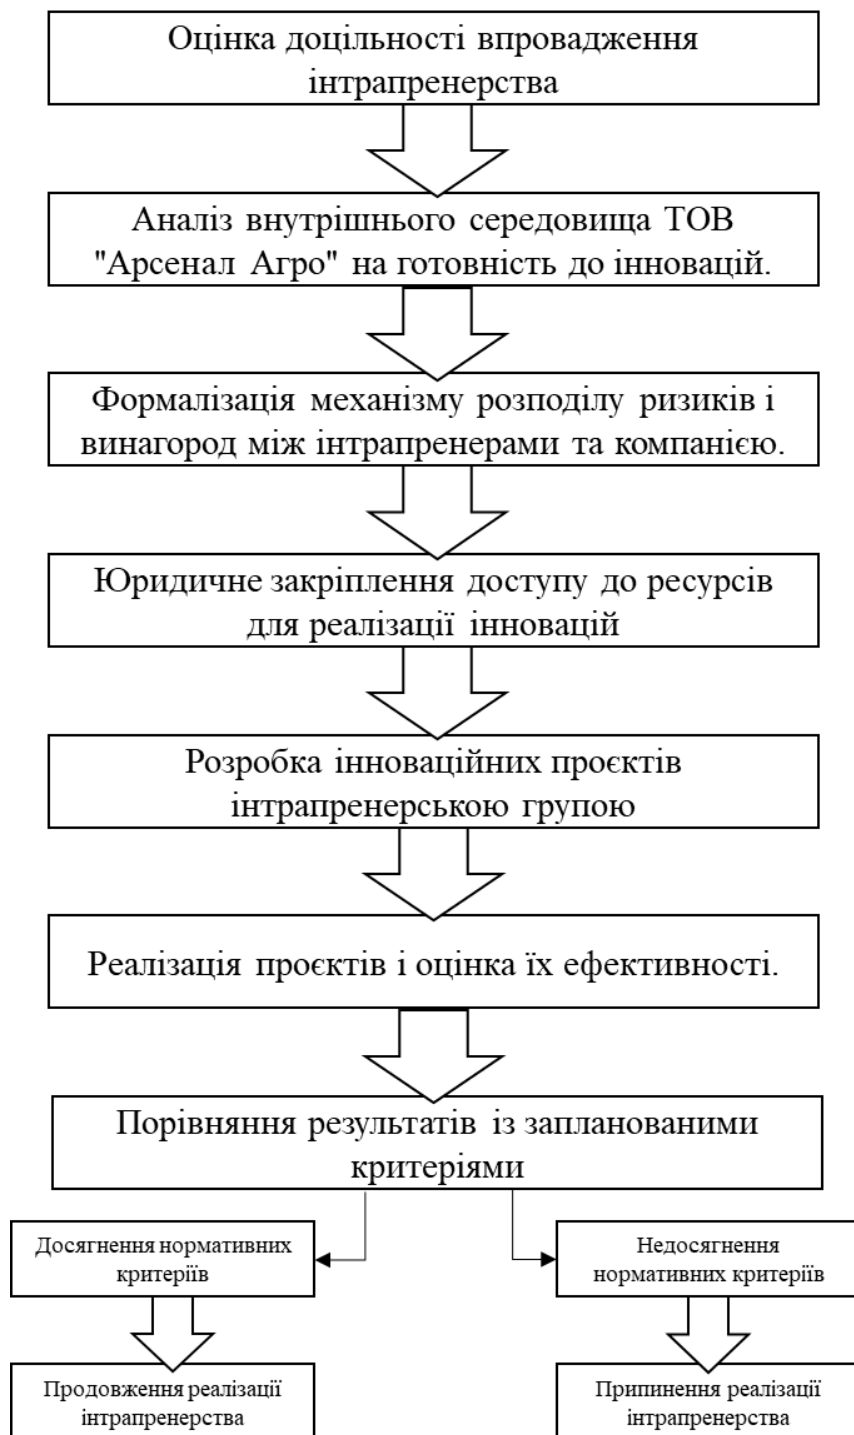 Оцінка доцільності впровадження
інтрапренерства
Аналіз внутрішнього середовища ТОВ
"Арсенал Агро" на готовність до інновацій.
Формалізація механізму розподілу ризиків і
винагород між інтрапренерами та компанією.
Юридичне закріплення доступу до ресурсів
для реалізації інновацій
Розробка інноваційних проєктів
інтрапренерською групою
Реалізація проєктів і оцінка їх ефективності.
Порівняння результатів із запланованими
критеріями
Досягнення нормативних
критеріїв
Недосягнення
нормативних критеріїв
Продовження реалізації
інтрапренерства
Припинення реалізації
інтрапренерства